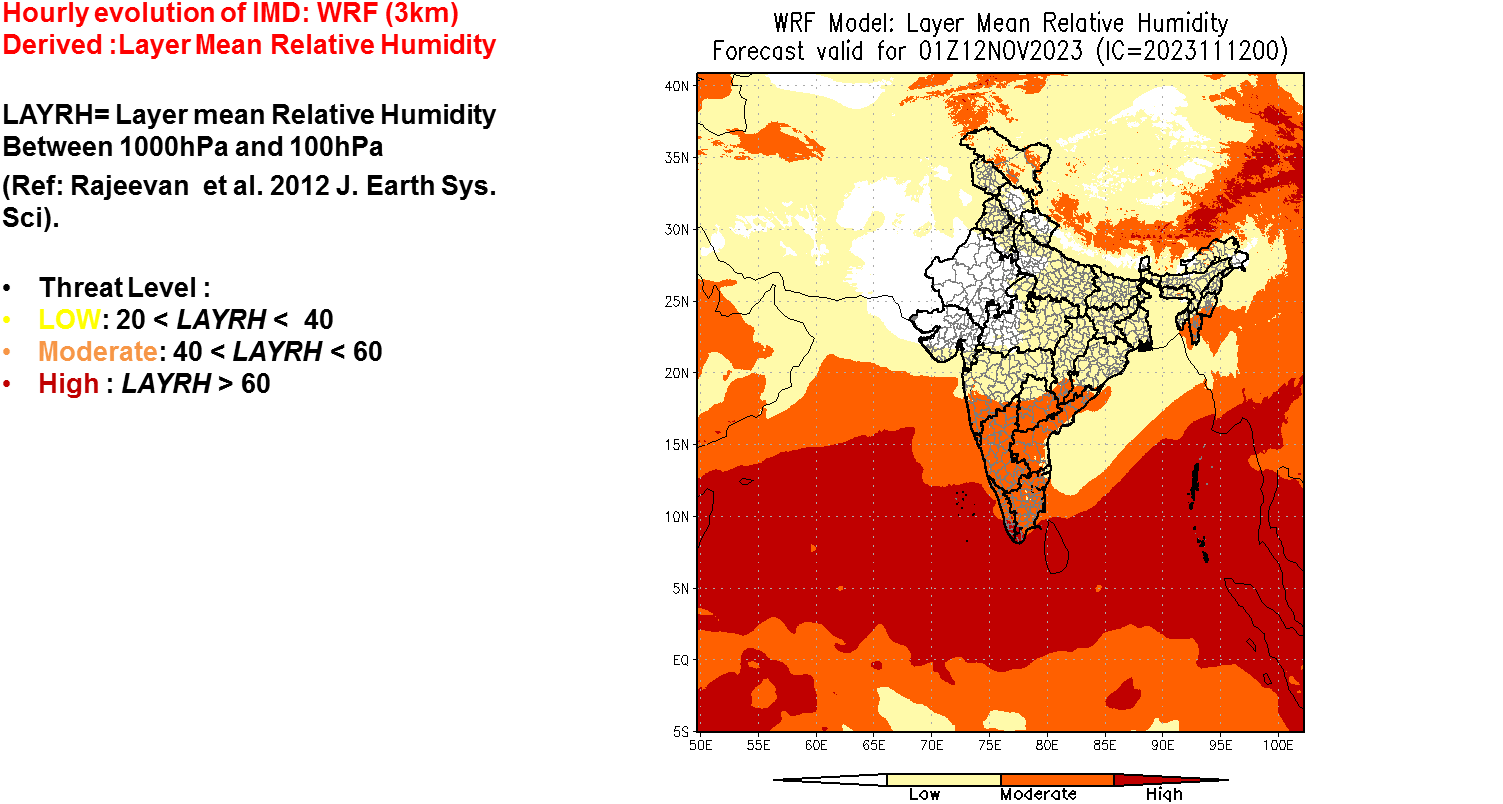 Hourly evolution of IMD: WRF (3km)
Derived :Layer Mean Relative Humidity
LAYRH= Layer mean Relative Humidity
Between 1000hPa and 100hPa
(Ref: Rajeevan et al. 2012 J. Earth Sys.
Sci).
• Threat Level :
• LOW: 20 < LAYRH < 40
• Moderate: 40 < LAYRH < 60
• High : LAYRH > 60
WRF Model: Layer Mean Relative Humidity
Forecast valid for 01Z12NOV2023 (IC=2023111200)
40N
35N
30N
25N
20N
15N
10N
5N
EQ
5S
50E 55E 60E 65E 70E 75E 80E 85E 90E 95E 100E
Low Moderate High